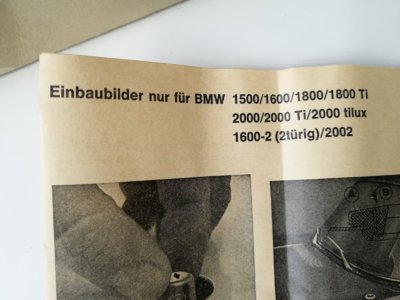 Einbaubilder nur für BMW 1500/1600/1800/1800 Ti
2000/2000 Ti/2000 tilux
1600-2 (2türig)/2002
A
B